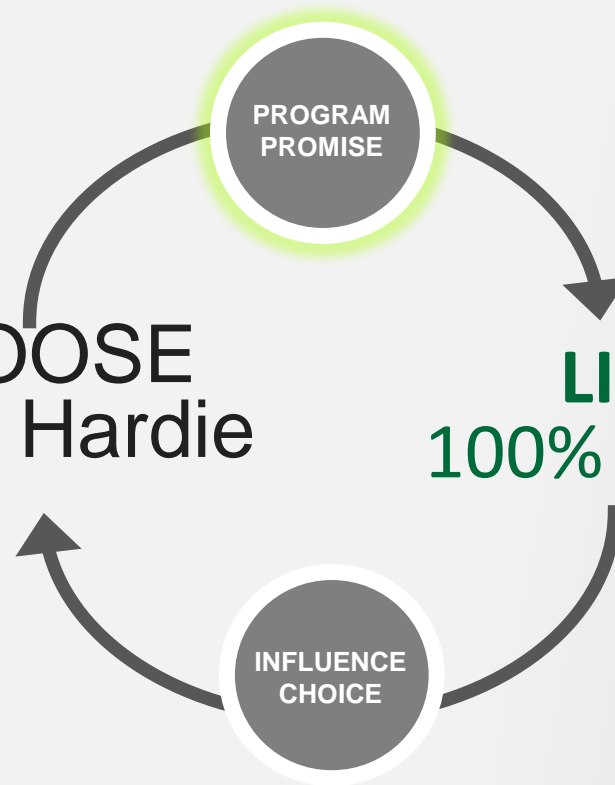 PROGRAM
PROMISE
OOSE
Hardie
LI
100%
INFLUENCE
CHOICE